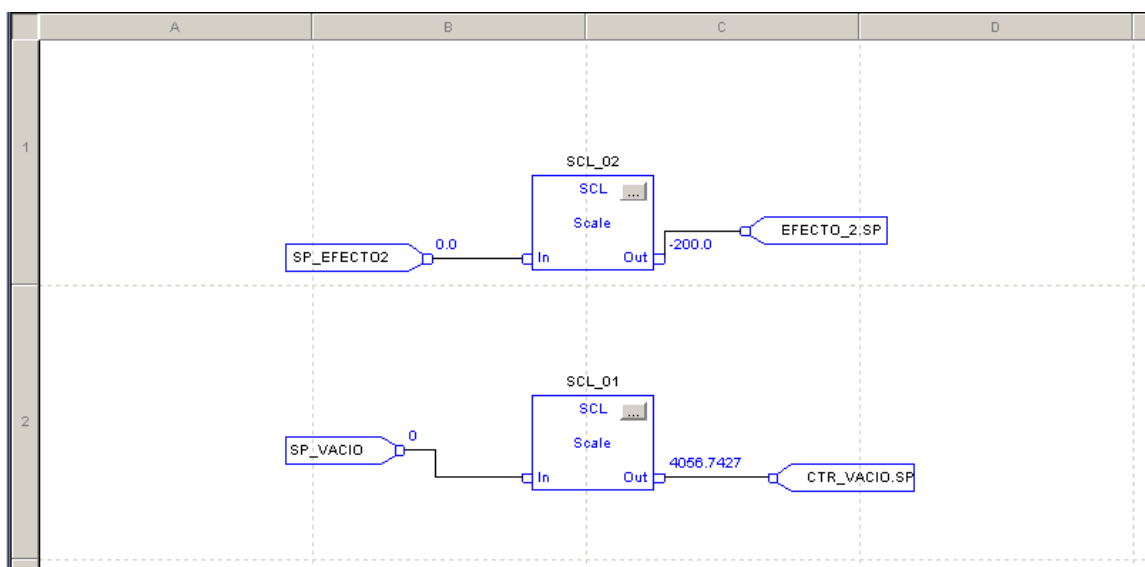 A B C D
1
SCL_02
SCL
...
Scale
EFECTO_2.SP
0.0
-200.0
SP_EFECTO2
In Out
2
SCL_01
SCL
...
Scale
0
SP_VACIO
4056.7427
In Out
CTR_VACIO.SP